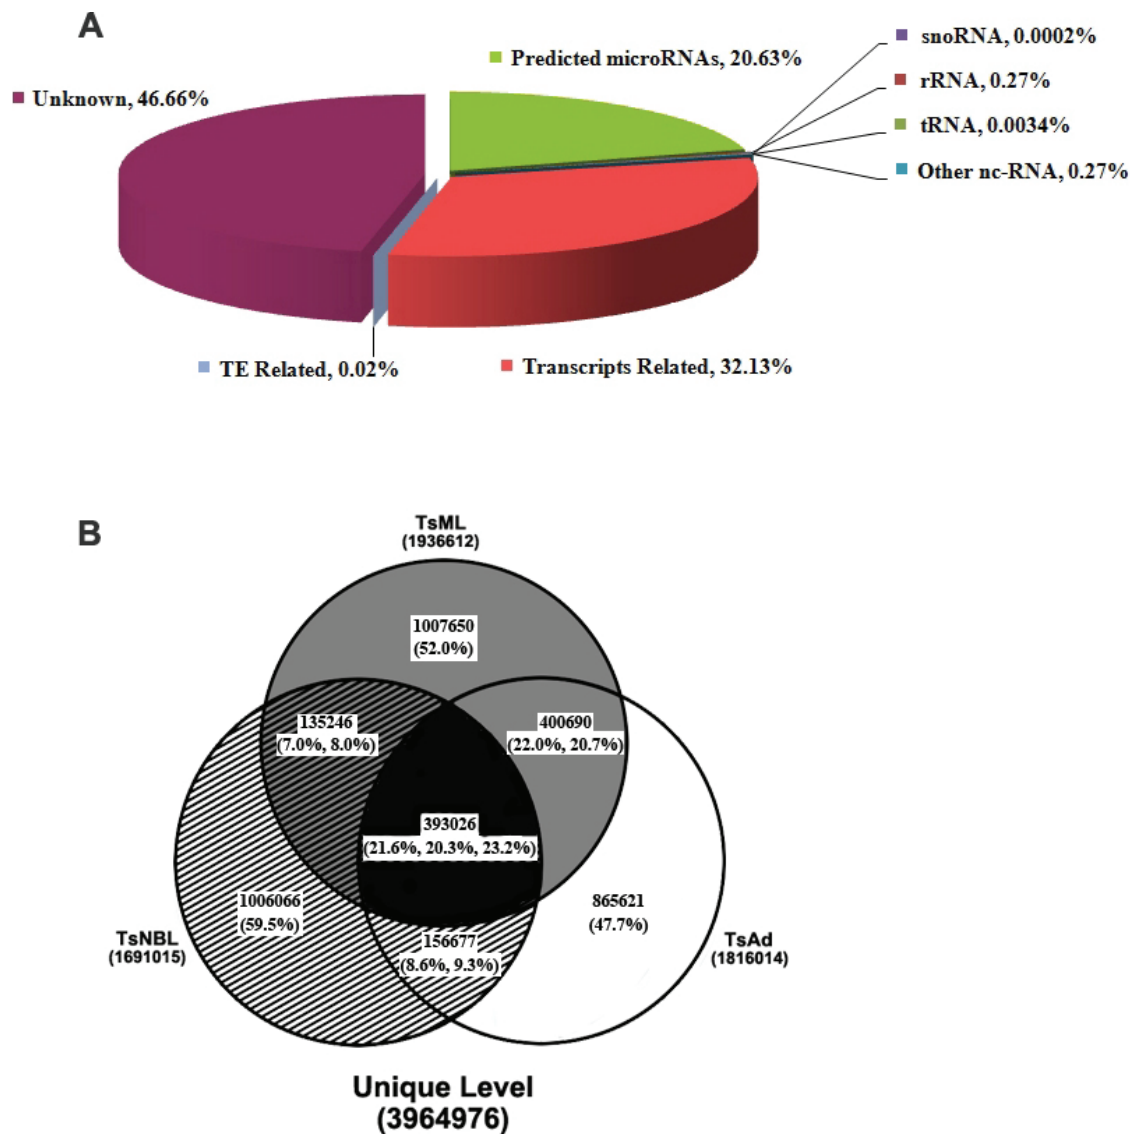 A
snoRNA, 0.0002%
Predicted microRNAs, 20.63%
rRNA, 0.27%
Unknown, 46.66%
tRNA, 0.0034%
Other nc-RNA, 0.27%
TE Related, 0.02%
Transcripts Related, 32.13%
B
TsML
(1936612)
1007650
(52.0%)
135246
(7.0%, 8.0%)
400690
(22.0%, 20.7%)
393026
(21.6%, 20.3%, 23.2%)
1006066
(59.5%)
865621
(47.7%)
TsNBL
(1691015)
156677
(8.6%, 9.3%)
TsAd
(1816014)
Unique Level
(3964976)